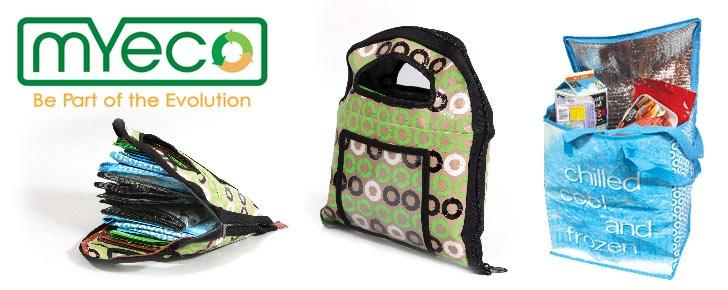 mYeco
Be Part of the Evolution
chilled
cool
and
frozen